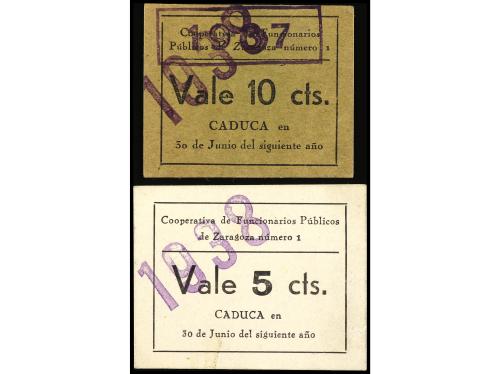 1937
1938
Cooperativa de Funcionarios
Públicos de Zaragoza número 1
Vale 10 cts.
CADUCA en
30 de Junio del siguiente año
1938
Cooperativa de Funcionarios Públicos
de Zaragoza número 1
Vale 5 cts.
CADUCA en
30 de Junio del siguiente año